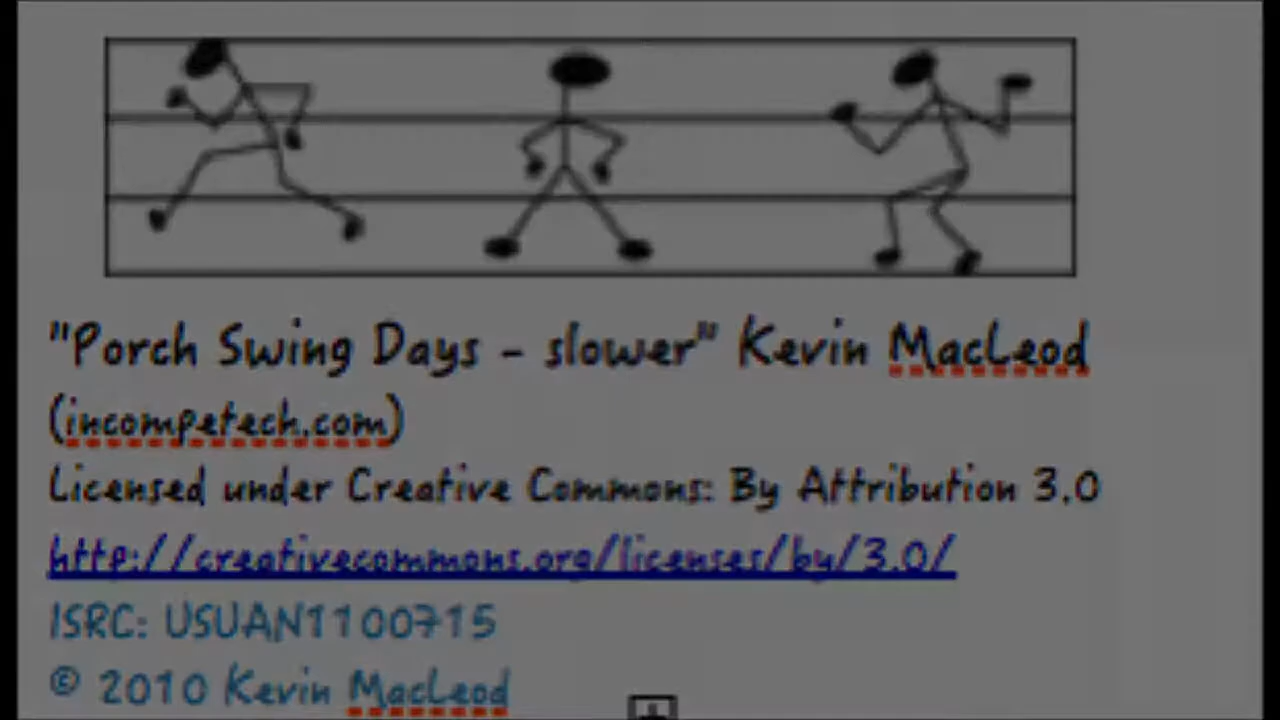 "Porch Swing Days - slower" Kevin MacLeod
(incompetech.com)
Licensed under Creative Commons: By Attribution 3.0
http://creativecommons.org/licenses/by/3.0/
ISRC: USUAN1100715
© 2010 Kevin MacLeod